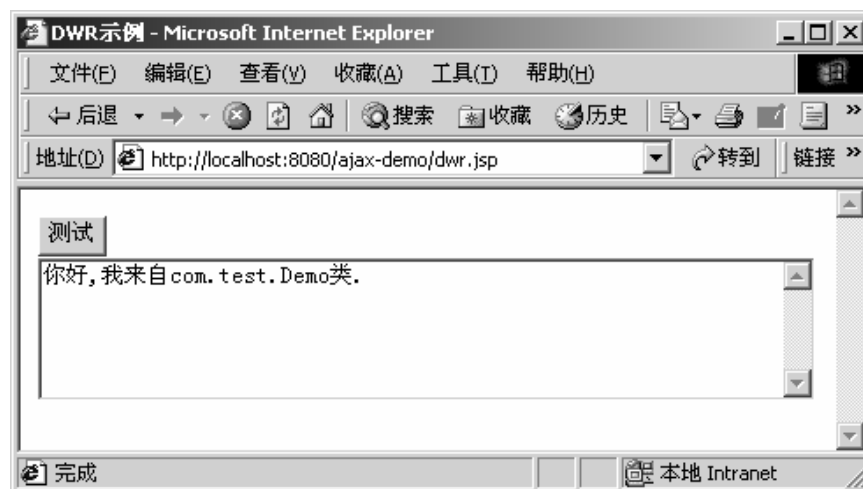 DWR示例 - Microsoft Internet Explorer
文件(F) 编辑(E) 查看(V) 收藏(A) 工具(T) 帮助(H)
后退 搜索 收藏 历史 »
地址(D) http://localhost:8080/ajax-demo/dwr.jsp 转到 链接 »
测试
你好,我来自com.test.Demo类.
完成 本地 Intranet